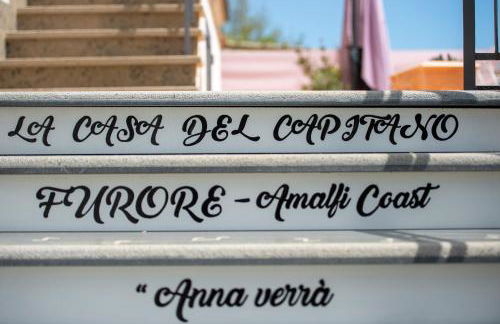 LA CASA DEL CAPITANO
FURORE - Amalfi Coast
“ Anna verrà